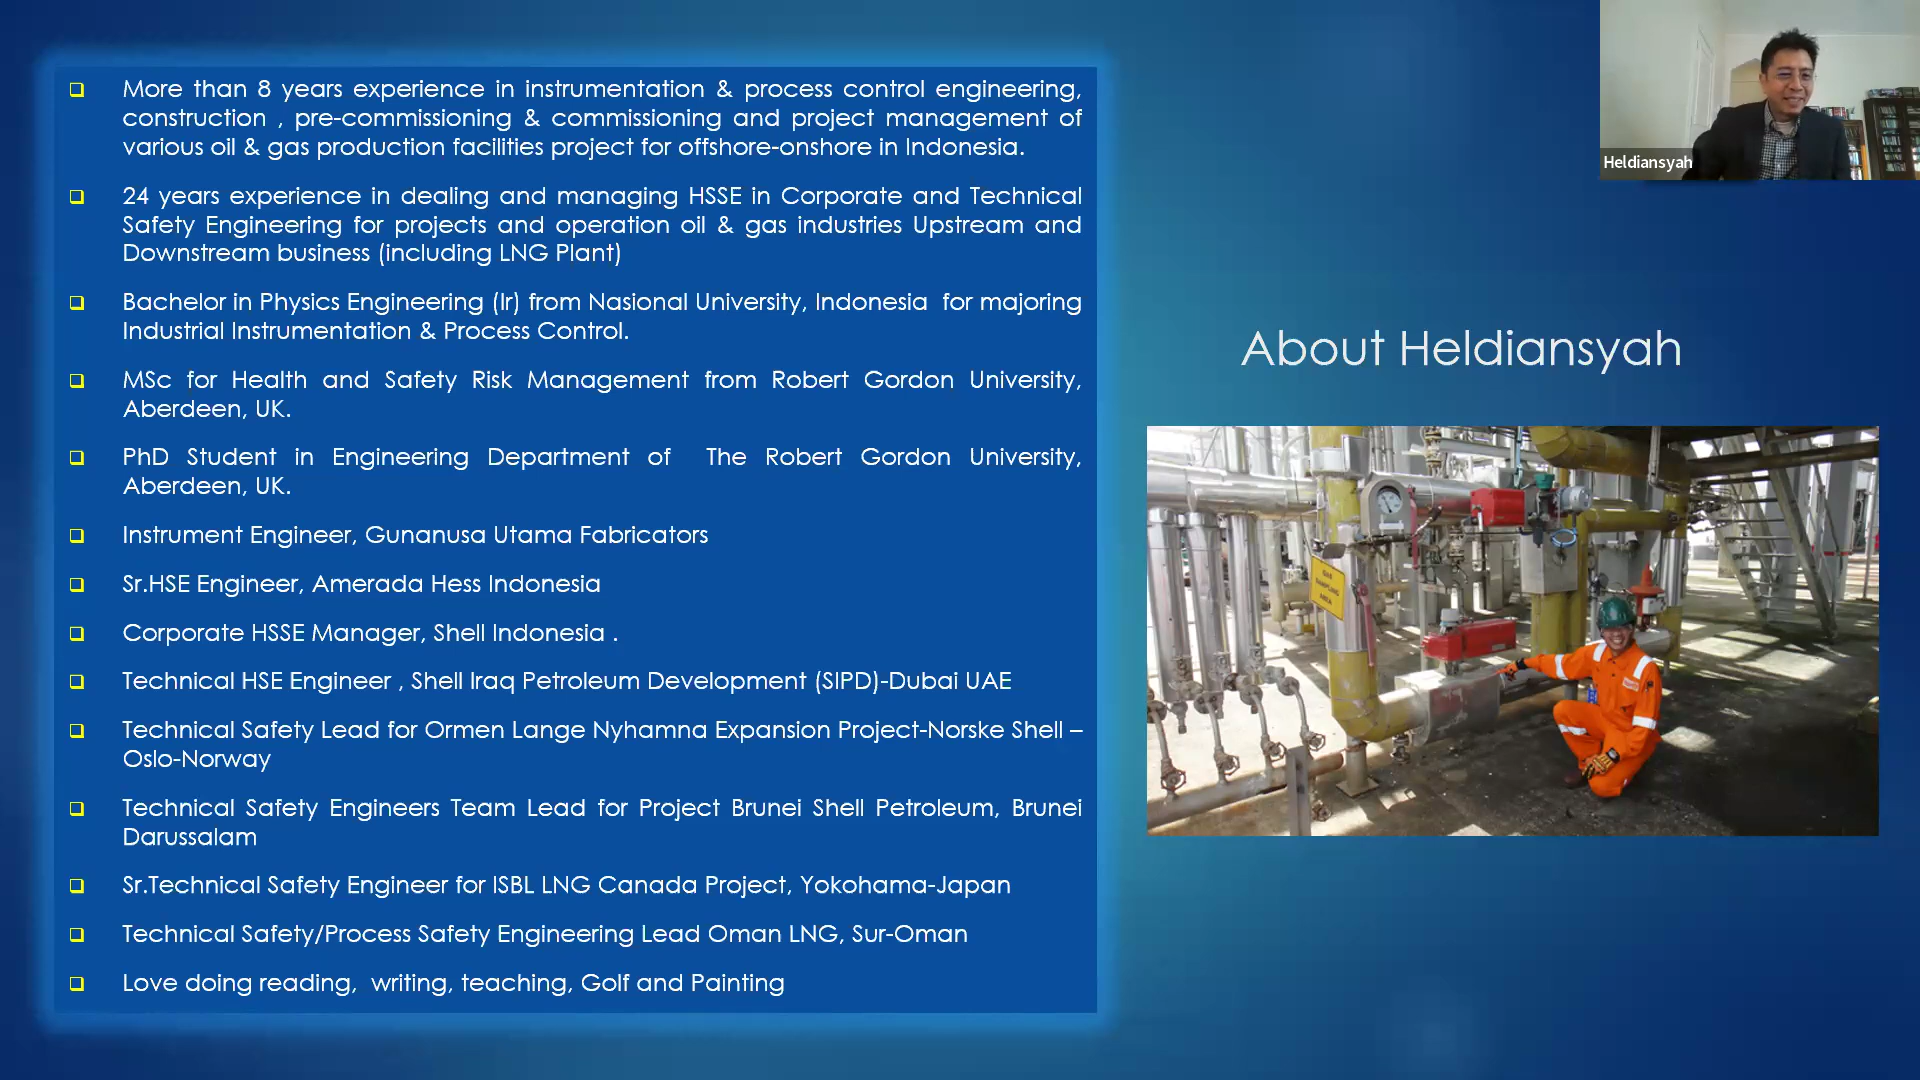 More than 8 years experience in instrumentation & process control engineering,
construction , pre-commissioning & commissioning and project management of
various oil & gas production facilities project for offshore-onshore in Indonesia.
24 years experience in dealing and managing HSSE in Corporate and Technical
Safety Engineering for projects and operation oil & gas industries Upstream and
Downstream business (including LNG Plant)
Bachelor in Physics Engineering (Ir) from Nasional University, Indonesia for majoring
Industrial Instrumentation & Process Control.
MSc for Health and Safety Risk Management from Robert Gordon University,
Aberdeen, UK.
PhD Student in Engineering Department of The Robert Gordon University,
Aberdeen, UK.
Instrument Engineer, Gunanusa Utama Fabricators
Sr.HSE Engineer, Amerada Hess Indonesia
Corporate HSSE Manager, Shell Indonesia .
Technical HSE Engineer , Shell Iraq Petroleum Development (SIPD)-Dubai UAE
Technical Safety Lead for Ormen Lange Nyhamna Expansion Project-Norske Shell –
Oslo-Norway
Technical Safety Engineers Team Lead for Project Brunei Shell Petroleum, Brunei
Darussalam
Sr.Technical Safety Engineer for ISBL LNG Canada Project, Yokohama-Japan
Technical Safety/Process Safety Engineering Lead Oman LNG, Sur-Oman
Love doing reading, writing, teaching, Golf and Painting
Heldiansyah
About Heldiansyah
GAS
SAMPLING
AREA